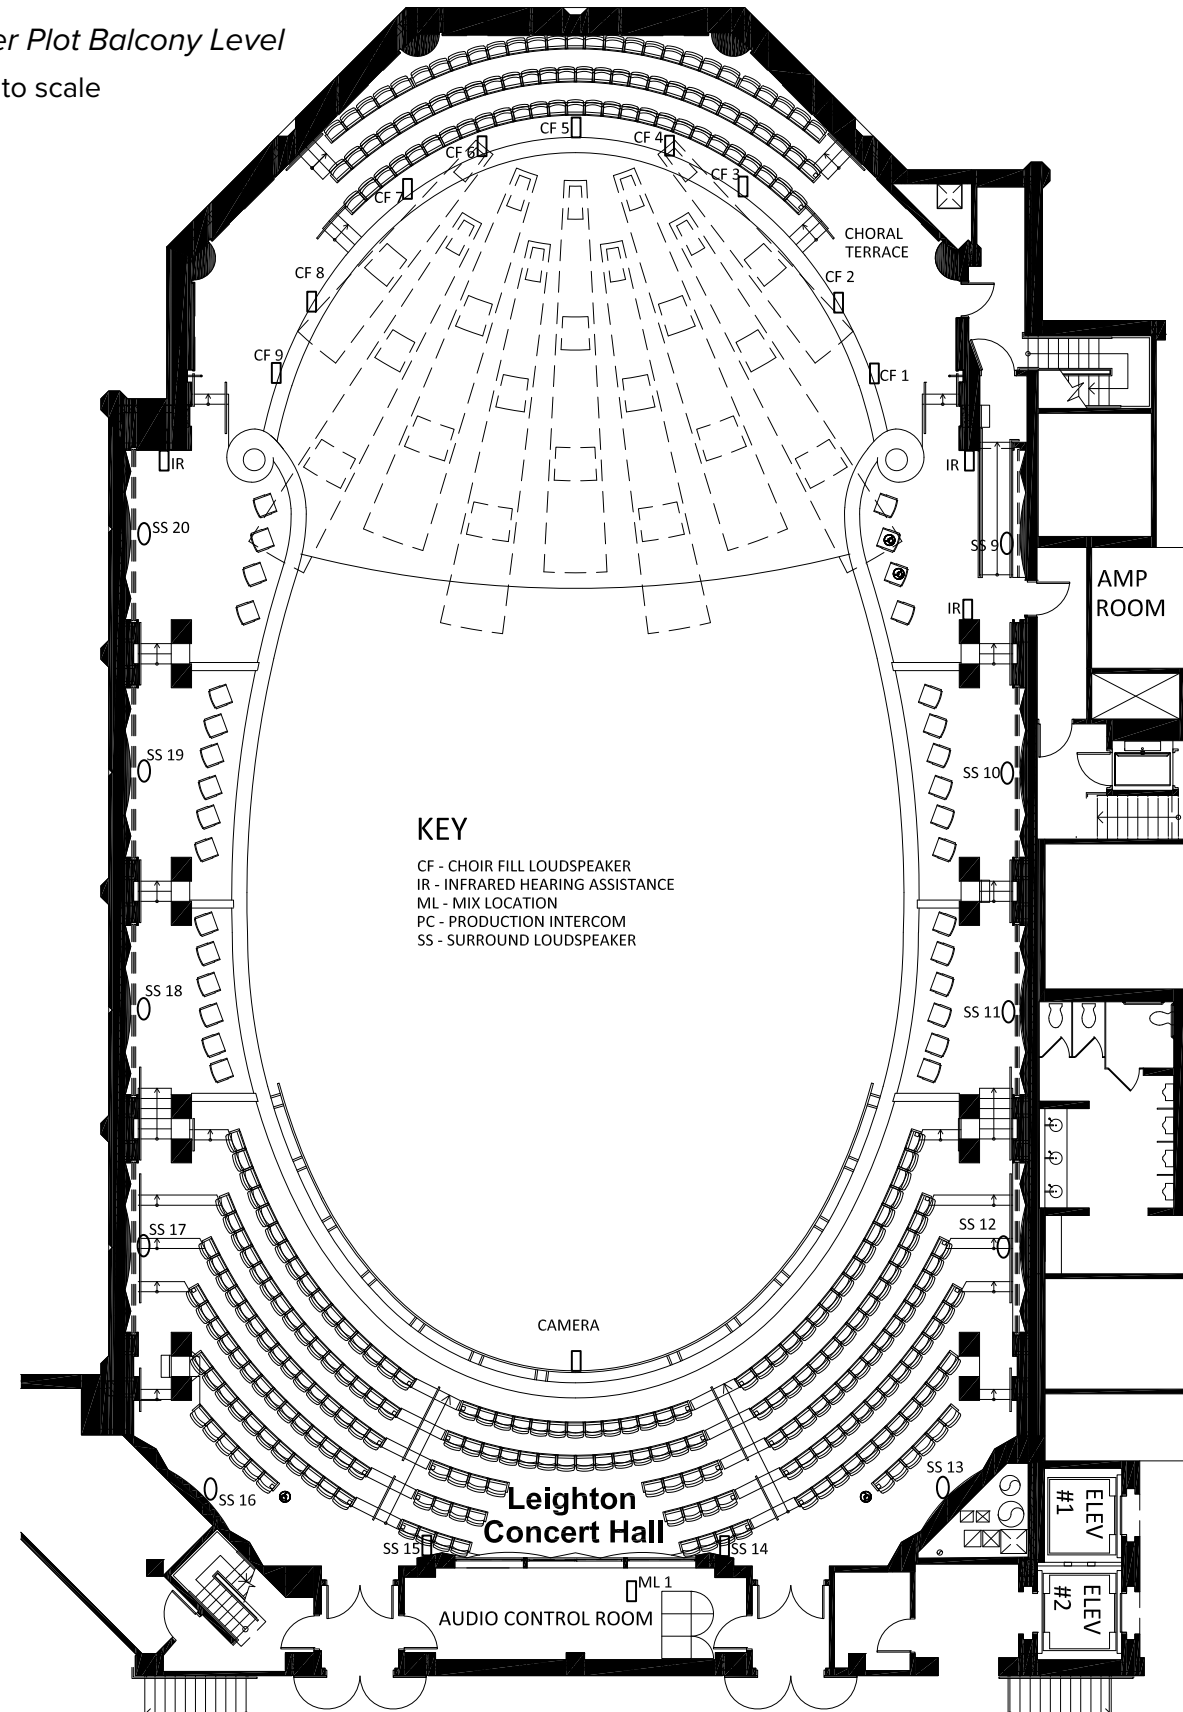 er Plot Balcony Level
to scale
CF 5
CF 4
CF 6
CF 3
CF 7
CHORAL
TERRACE
CF 8
CF 2
CF 9
CF 1
IR
IR
SS 20
SS 9
AMP
ROOM
IR
SS 19
SS 10
KEY
CF - CHOIR FILL LOUDSPEAKER
IR - INFRARED HEARING ASSISTANCE
ML - MIX LOCATION
PC - PRODUCTION INTERCOM
SS - SURROUND LOUDSPEAKER
SS 18
SS 11
SS 17
SS 12
CAMERA
SS 13
SS 16
Leighton
Concert Hall
ELEV
#1
SS 15
SS 14
ML 1
AUDIO CONTROL ROOM
ELEV
#2